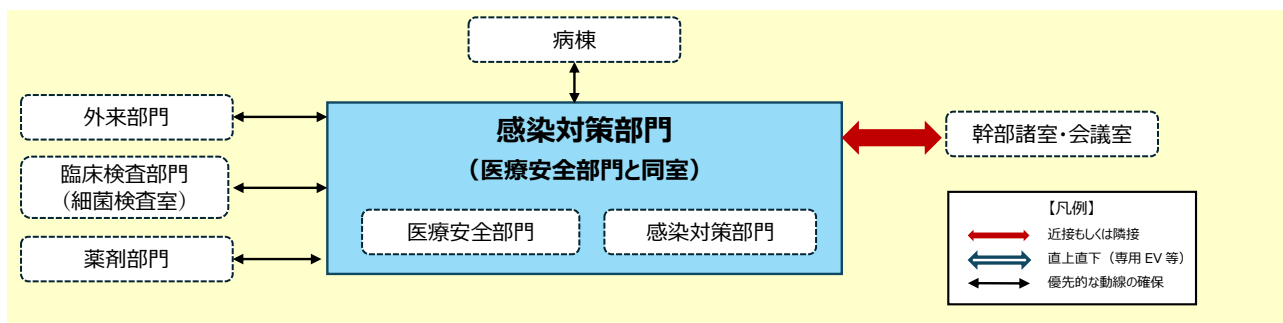 病棟
外来部門
臨床検査部門
（細菌検査室）
薬剤部門
感染対策部門
（医療安全部門と同室）
医療安全部門
感染対策部門
幹部諸室・会議室
【凡例】
近接もしくは隣接
直上直下（専用 EV 等）
優先的な動線の確保